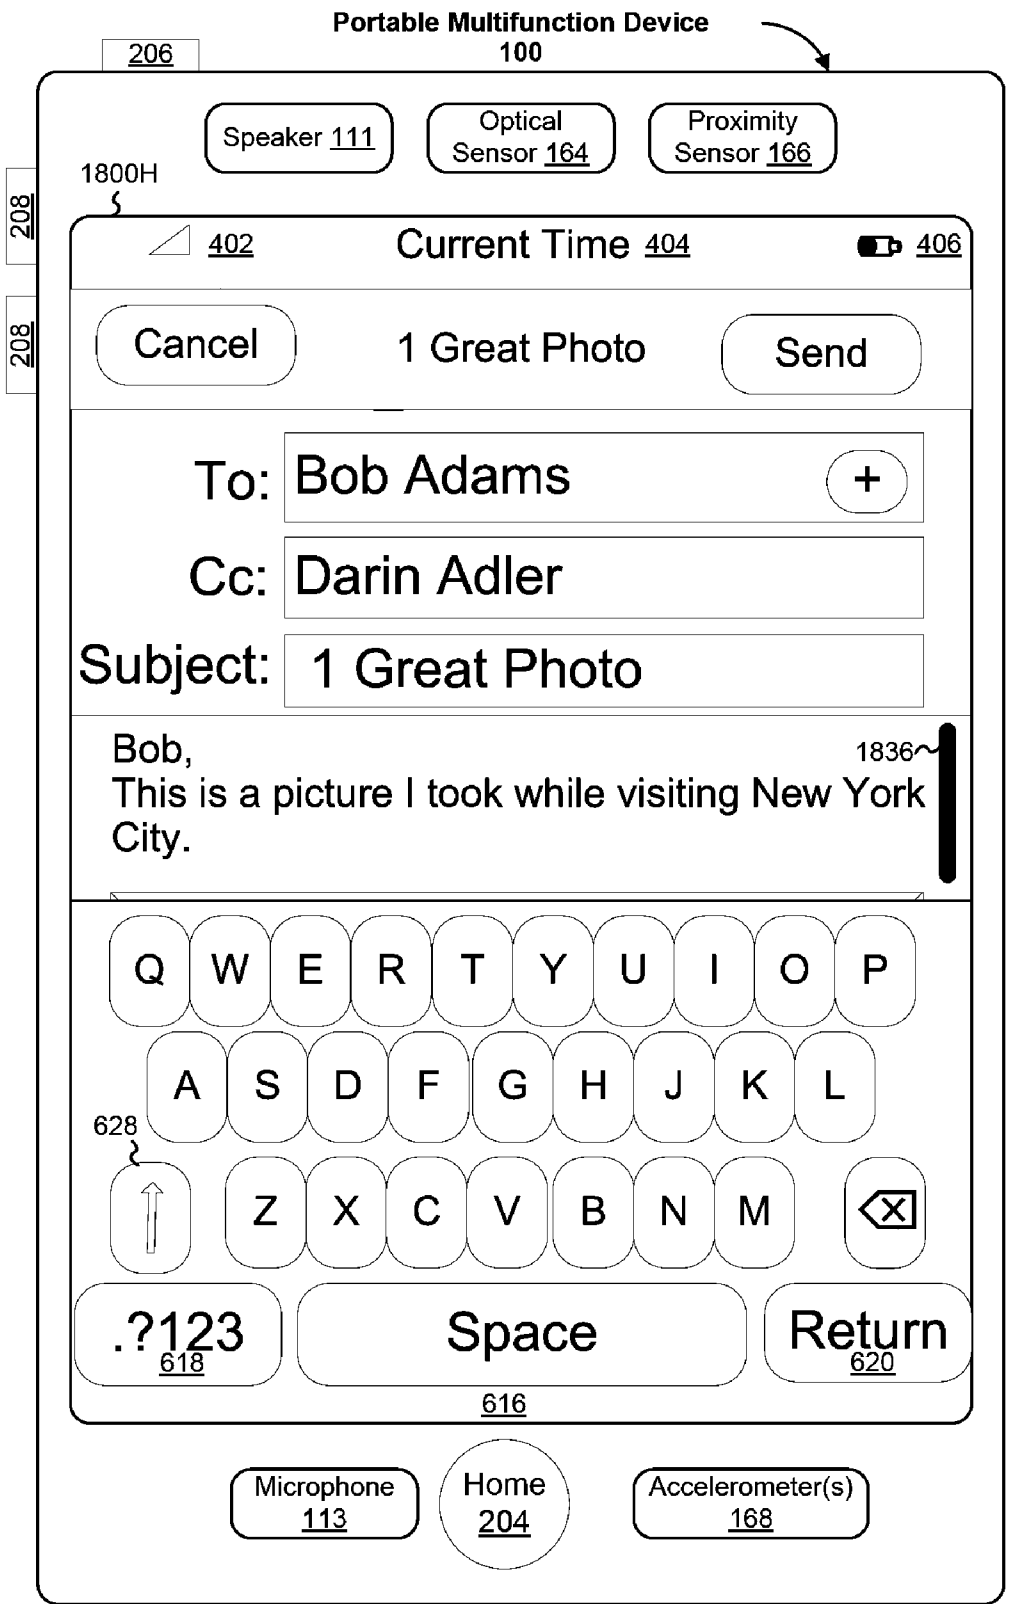 Portable Multifunction Device
100
206
Speaker 111
Optical
Sensor 164
Proximity
Sensor 166
1800H
208
208
402
Current Time 404
406
Cancel
1 Great Photo
Send
To: Bob Adams +
Cc: Darin Adler
Subject: 1 Great Photo
Bob,
1836
This is a picture I took while visiting New York
City.
Q W E R T Y U I O P
A S D F G H J K L
628
Z X C V B N M
.?123
618
Space
Return
620
616
Microphone
113
Home
204
Accelerometer(s)
168